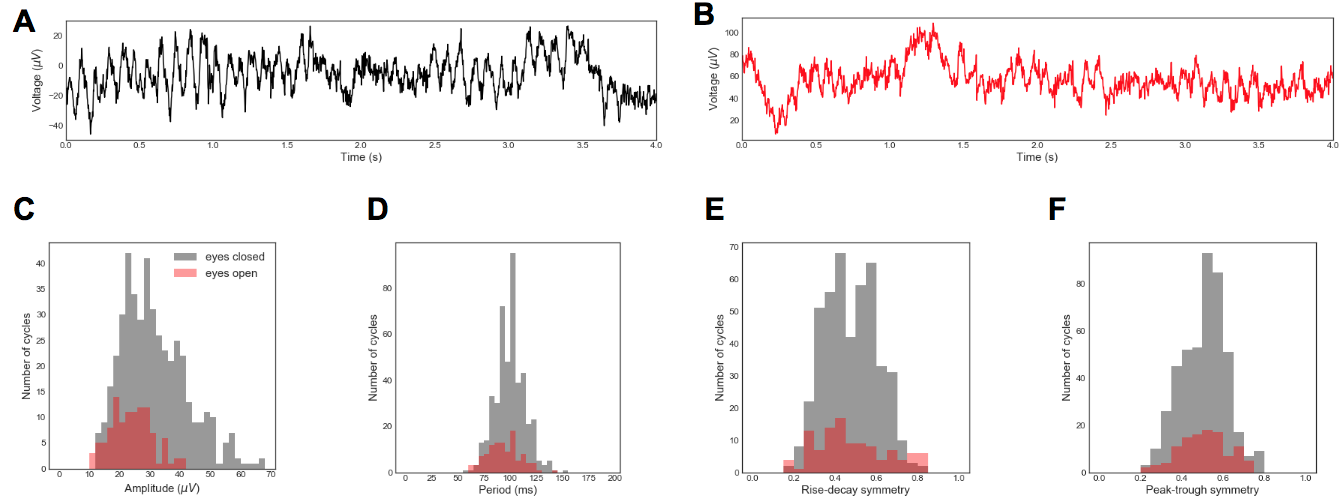 A
Voltage (μV)
20
0
−20
−40
0.0 0.5 1.0 1.5 2.0 2.5 3.0 3.5 4.0
Time (s)
B
Voltage (μV)
100
80
60
40
20
0.0 0.5 1.0 1.5 2.0 2.5 3.0 3.5 4.0
Time (s)
C
Number of cycles
40
35
30
25
20
15
10
5
0
eyes closed
eyes open
0 10 20 30 40 50 60 70
Amplitude (μV)
D
Number of cycles
80
60
40
20
0
0 25 50 75 100 125 150 175 200
Period (ms)
E
Number of cycles
70
60
50
40
30
20
10
0
0.0 0.2 0.4 0.6 0.8 1.0
Rise-decay symmetry
F
Number of cycles
80
60
40
20
0
0.0 0.2 0.4 0.6 0.8 1.0
Peak-trough symmetry